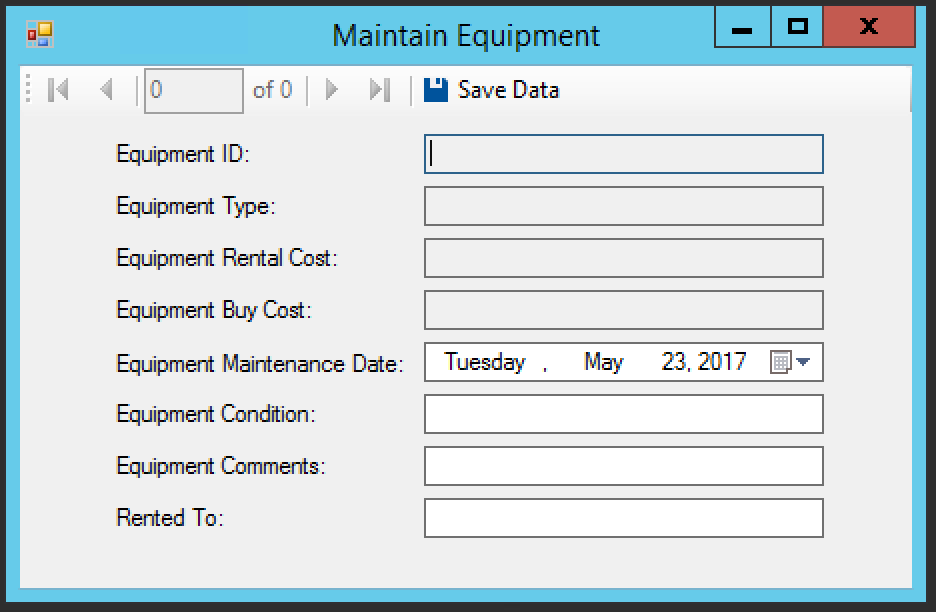 Maintain Equipment
0 of 0 Save Data
Equipment ID:
Equipment Type:
Equipment Rental Cost:
Equipment Buy Cost:
Equipment Maintenance Date: Tuesday , May 23, 2017
Equipment Condition:
Equipment Comments:
Rented To: